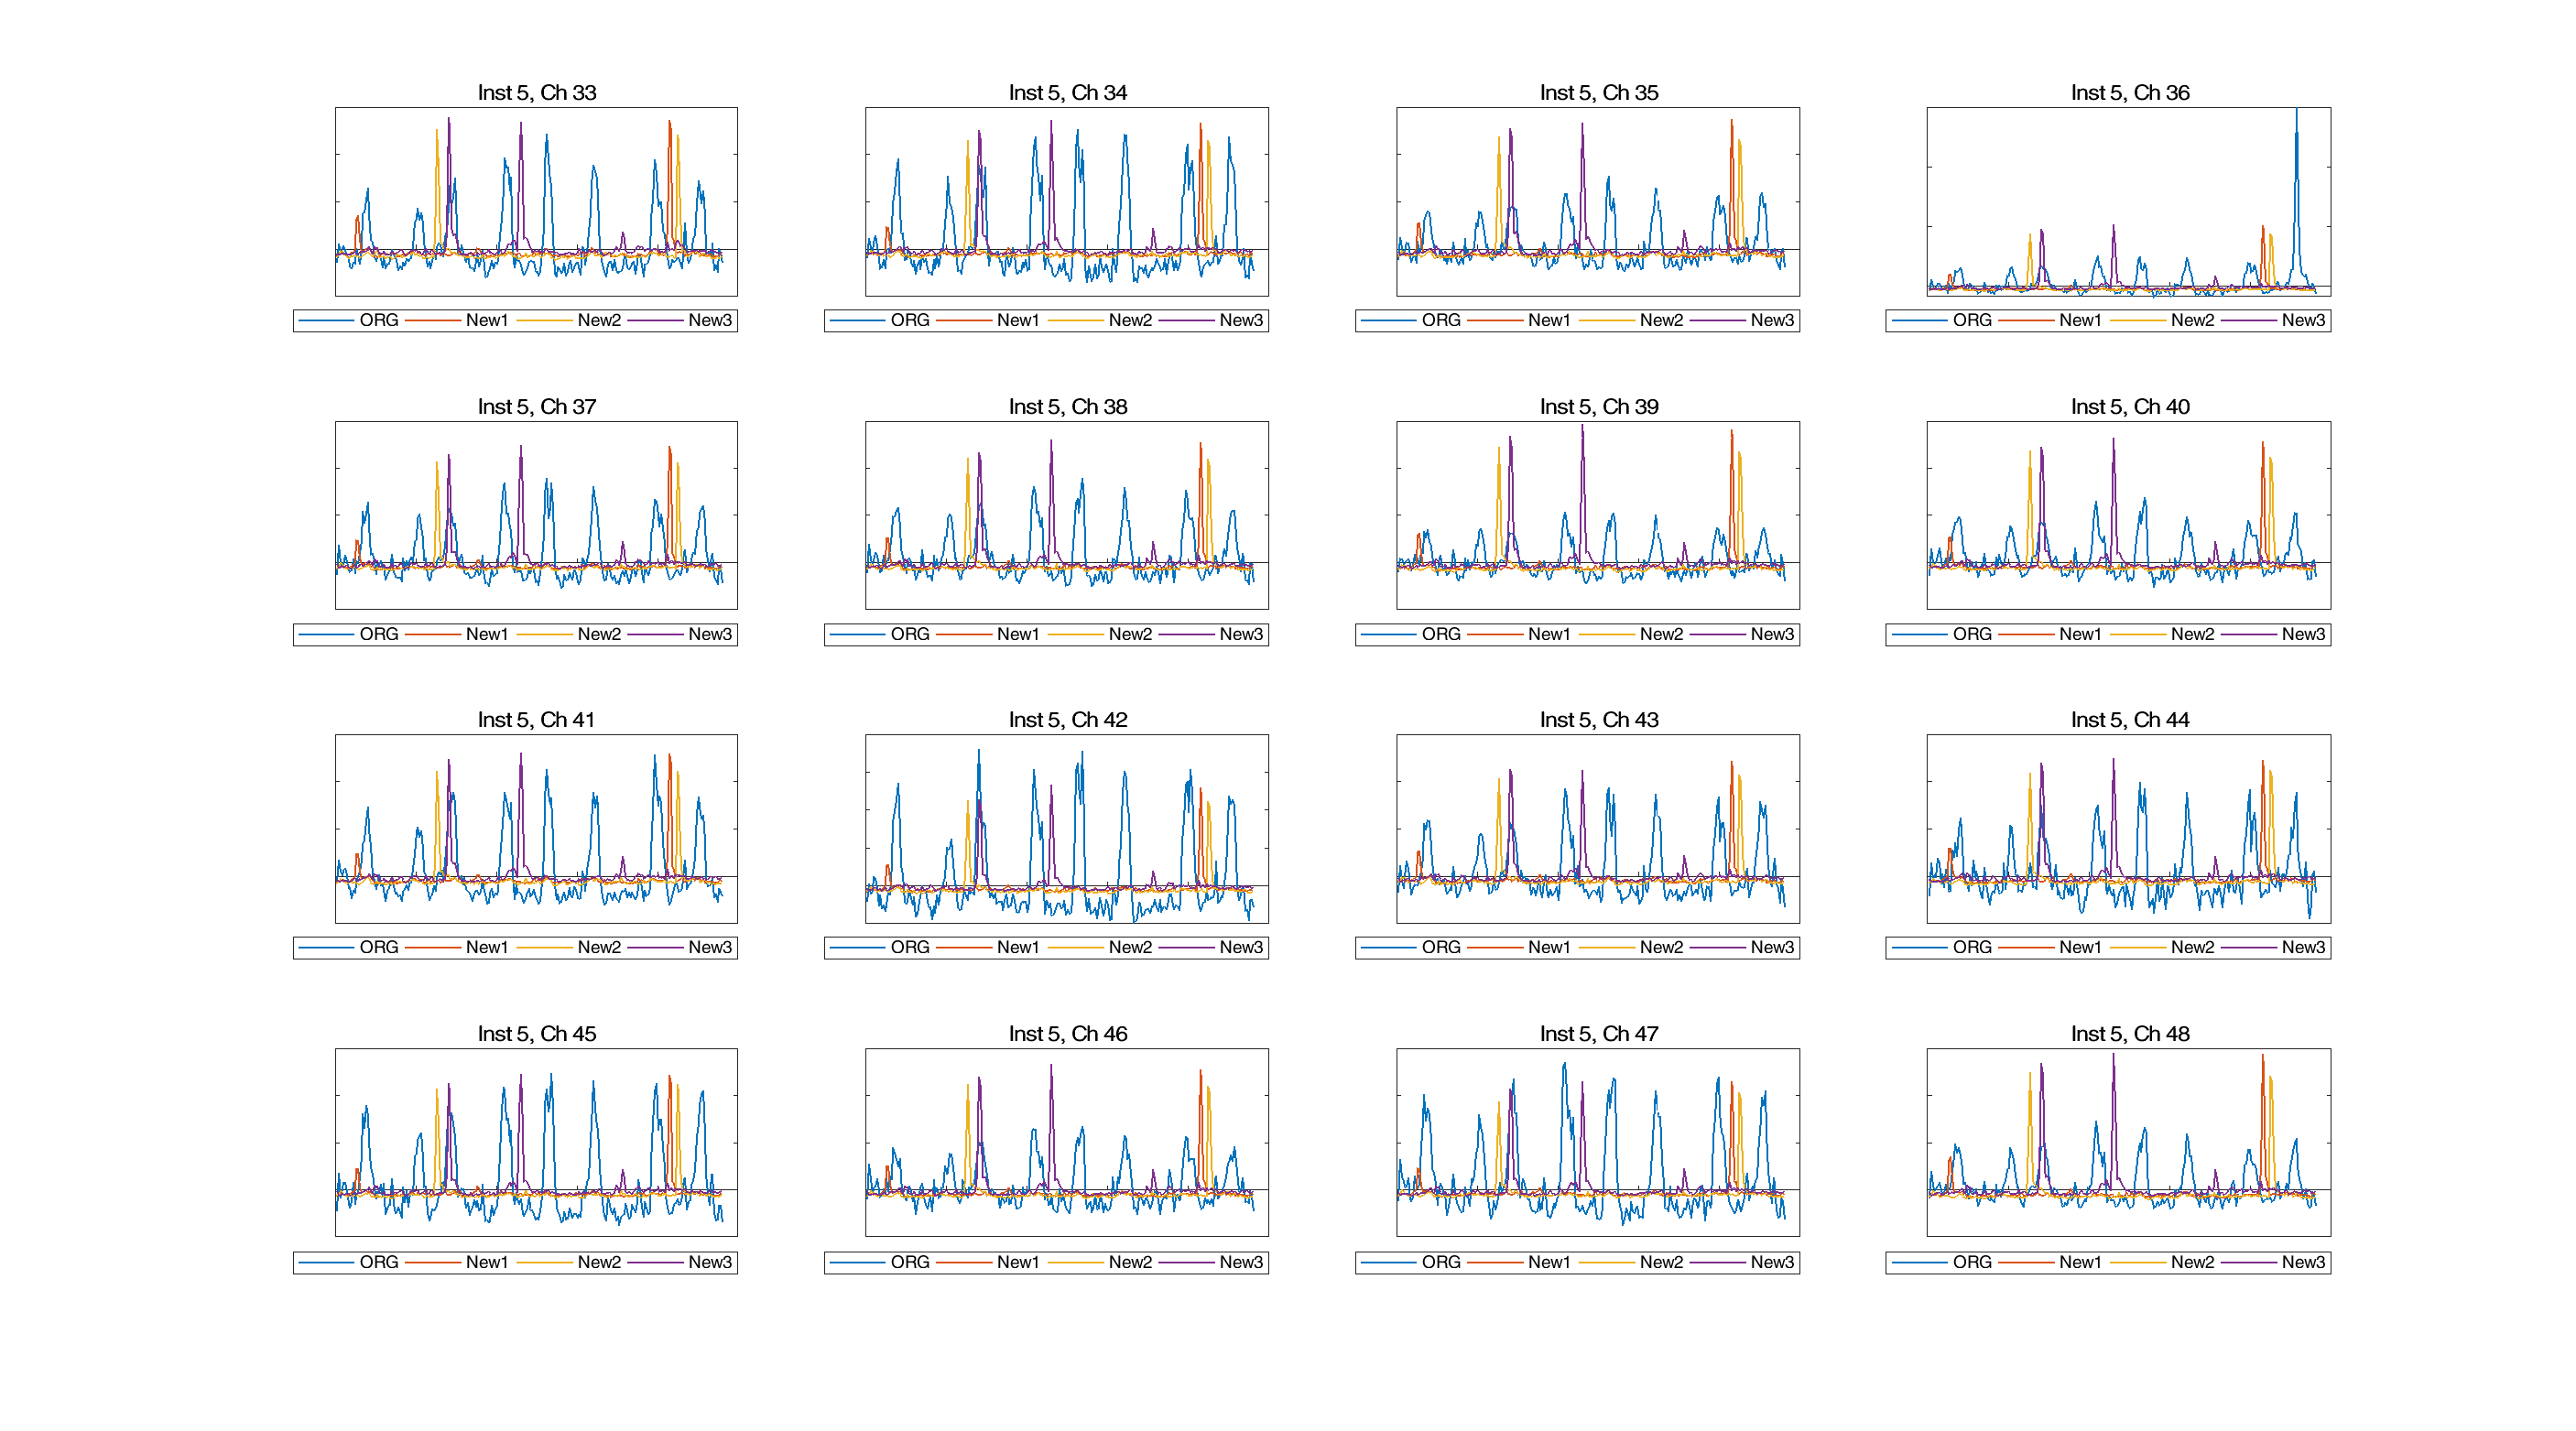 Inst 5, Ch 33
Inst 5, Ch 34
Inst 5, Ch 35
Inst 5, Ch 36
ORG New1 New2 New3
ORG New1 New2 New3
ORG New1 New2 New3
ORG New1 New2 New3
Inst 5, Ch 37
Inst 5, Ch 38
Inst 5, Ch 39
Inst 5, Ch 40
ORG New1 New2 New3
ORG New1 New2 New3
ORG New1 New2 New3
ORG New1 New2 New3
Inst 5, Ch 41
Inst 5, Ch 42
Inst 5, Ch 43
Inst 5, Ch 44
ORG New1 New2 New3
ORG New1 New2 New3
ORG New1 New2 New3
ORG New1 New2 New3
Inst 5, Ch 45
Inst 5, Ch 46
Inst 5, Ch 47
Inst 5, Ch 48
ORG New1 New2 New3
ORG New1 New2 New3
ORG New1 New2 New3
ORG New1 New2 New3